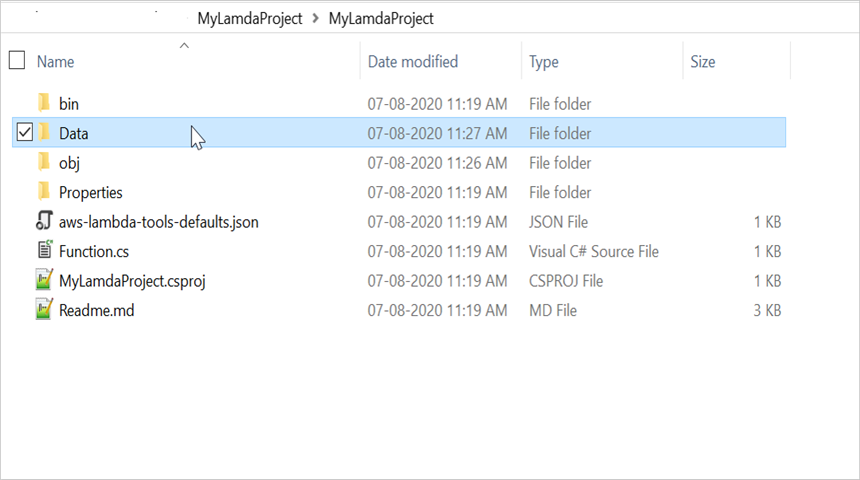 MyLamdaProject > MyLamdaProject
Name Date modified Type Size
bin 07-08-2020 11:19 AM File folder
Data 07-08-2020 11:27 AM File folder
obj 07-08-2020 11:26 AM File folder
Properties 07-08-2020 11:19 AM File folder
aws-lambda-tools-defaults.json 07-08-2020 11:19 AM JSON File 1 KB
Function.cs 07-08-2020 11:19 AM Visual C# Source File 1 KB
MyLamdaProject.csproj 07-08-2020 11:19 AM CSPROJ File 1 KB
Readme.md 07-08-2020 11:19 AM MD File 3 KB